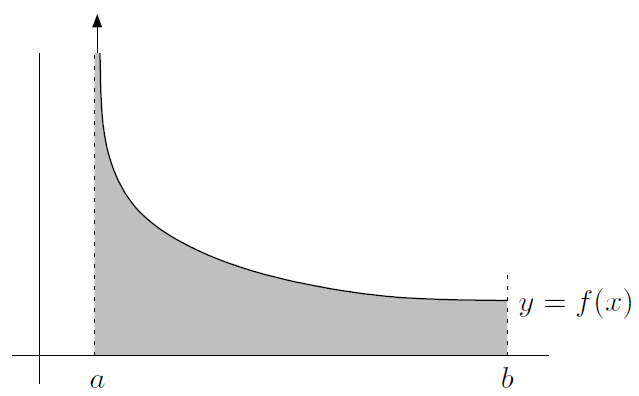 y = f(x)
a
b